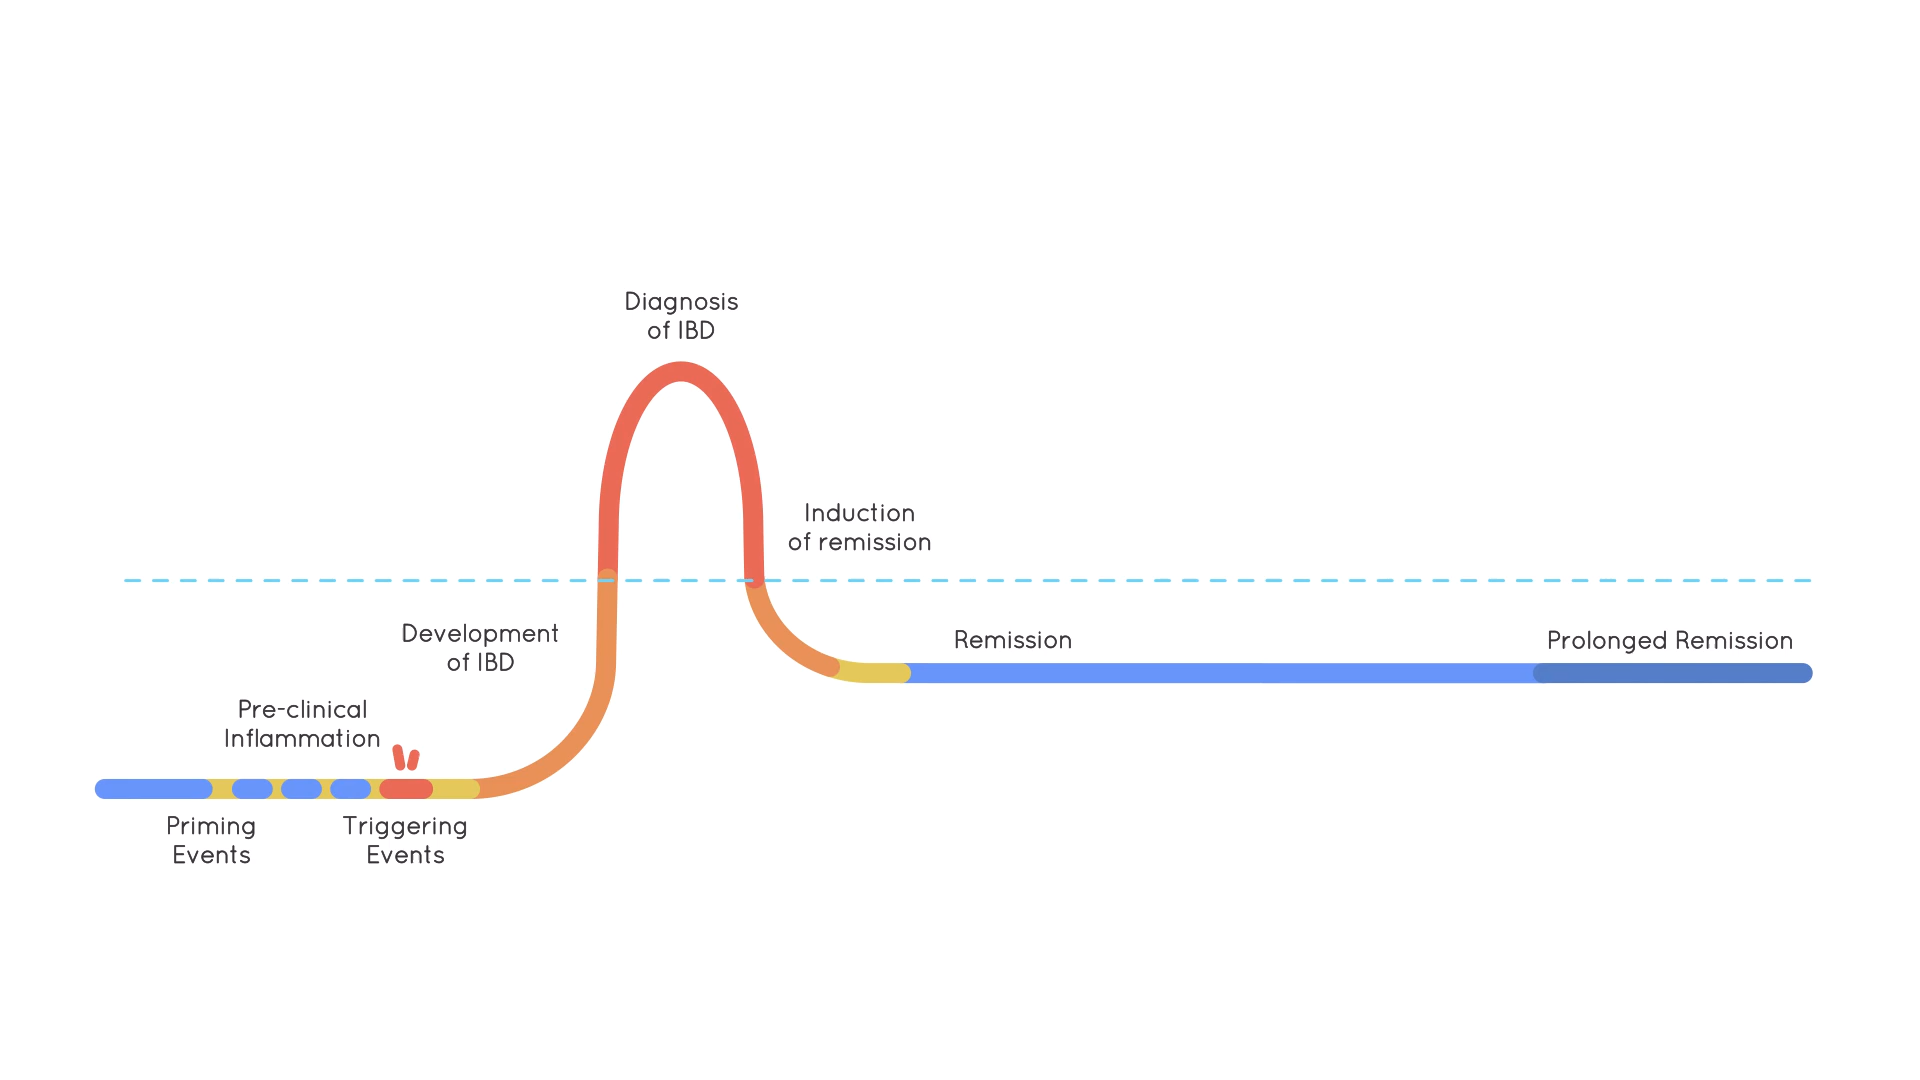 Diagnosis
of IBD
Induction
of remission
Development
of IBD
Remission
Prolonged Remission
Pre-clinical
Inflammation
Priming
Events
Triggering
Events